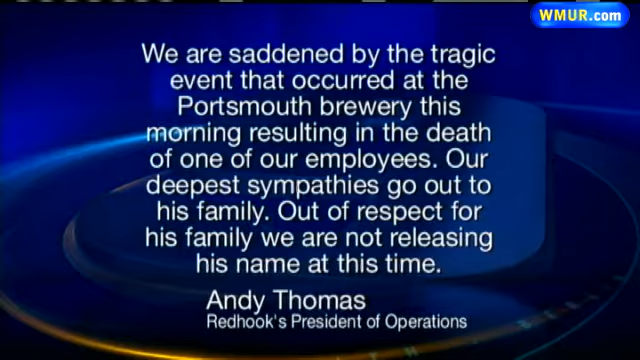 WMUR.com
We are saddened by the tragic
event that occurred at the
Portsmouth brewery this
morning resulting in the death
of one of our employees. Our
deepest sympathies go out to
his family. Out of respect for
his family we are not releasing
his name at this time.
Andy Thomas
Redhook's President of Operations